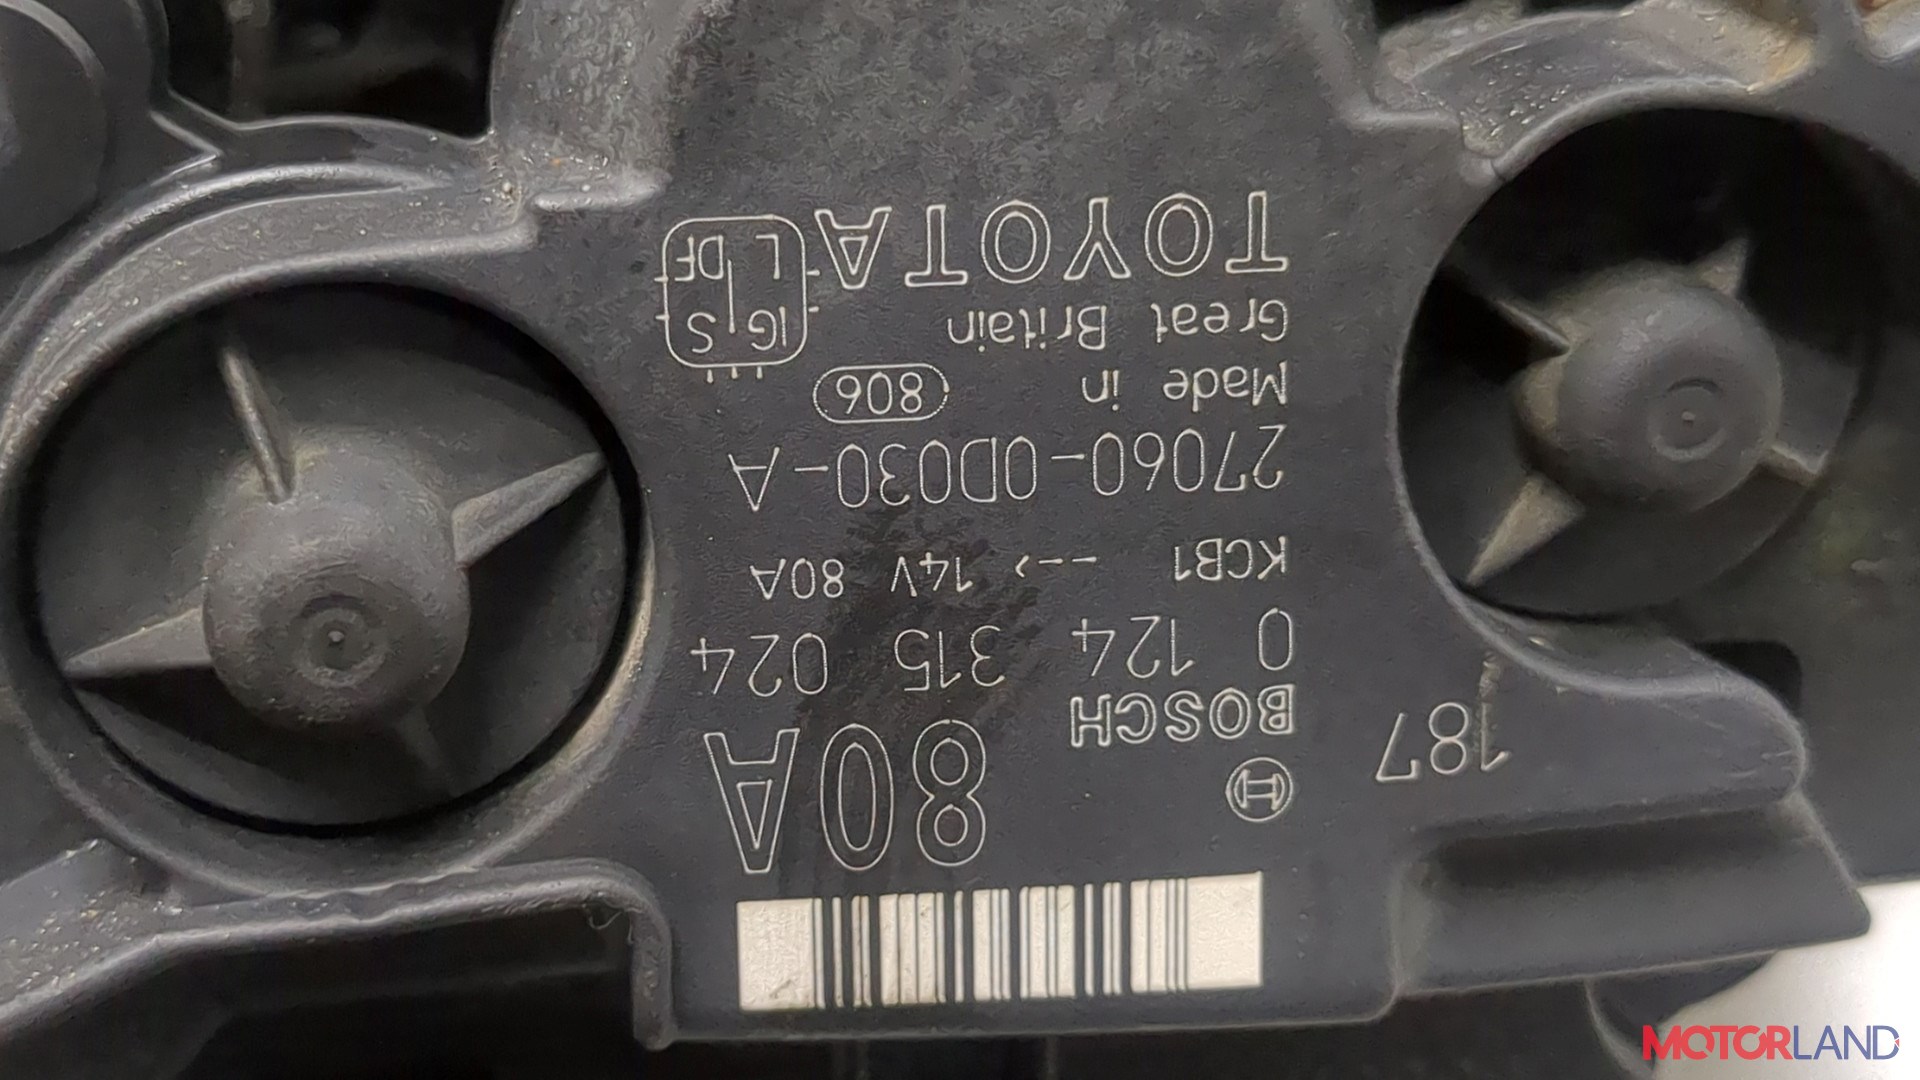 187
80A
BOSCH
0 124 315 024
KCB1 --> 14V 80A
27060-0D030-A
Made in
Great Britain
806
IG S
L DF
TOYOTA
MOTORLAND